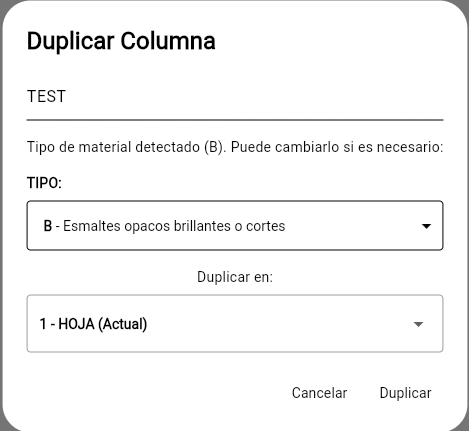 Duplicar Columna
TEST
Tipo de material detectado (B). Puede cambiarlo si es necesario:
TIPO:
B - Esmaltes opacos brillantes o cortes
Duplicar en:
1 - HOJA (Actual)
Cancelar Duplicar